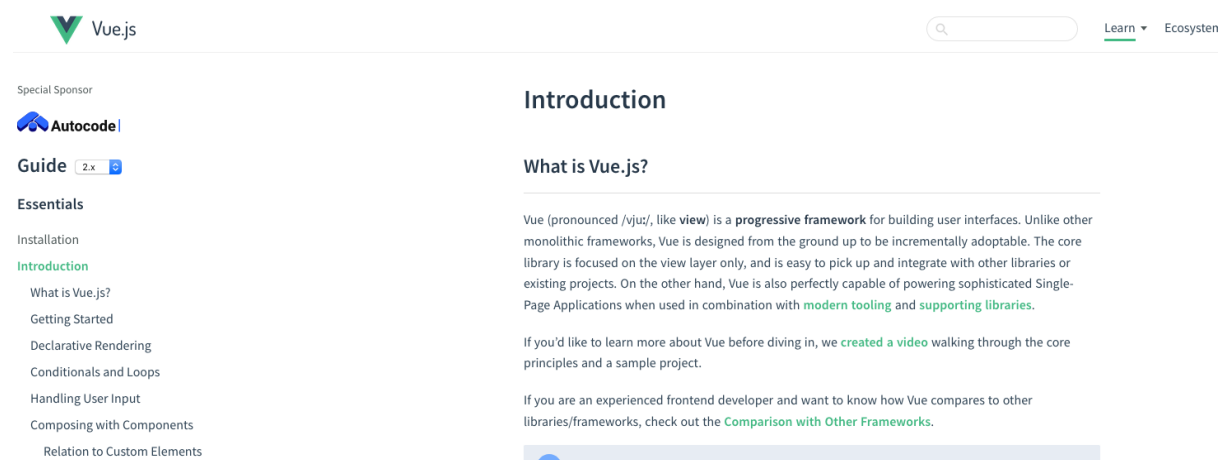 Vue.js
Learn
Ecosystem
Special Sponsor
Autocode
Guide 2.x
Essentials
Installation
Introduction
What is Vue.js?
Getting Started
Declarative Rendering
Conditionals and Loops
Handling User Input
Composing with Components
Relation to Custom Elements
Introduction
What is Vue.js?
Vue (pronounced /vjuː/, like view) is a progressive framework for building user interfaces. Unlike other
monolithic frameworks, Vue is designed from the ground up to be incrementally adoptable. The core
library is focused on the view layer only, and is easy to pick up and integrate with other libraries or
existing projects. On the other hand, Vue is also perfectly capable of powering sophisticated Single-
Page Applications when used in combination with modern tooling and supporting libraries.
If you’d like to learn more about Vue before diving in, we created a video walking through the core
principles and a sample project.
If you are an experienced frontend developer and want to know how Vue compares to other
libraries/frameworks, check out the Comparison with Other Frameworks.